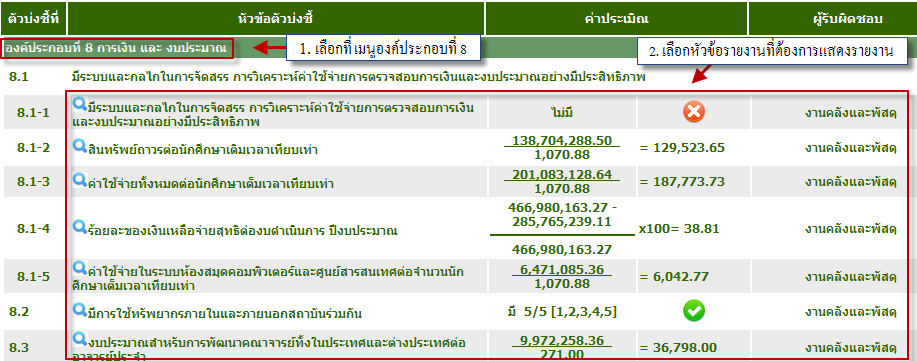 ตัวบ่งชี้ที่ หัวข้อตัวบ่งชี้ ค่าประเมิน ผู้รับผิดชอบ
องค์ประกอบที่ 8 การเงิน และ งบประมาณ
1. เลือกที่เมนูองค์ประกอบที่ 8
2. เลือกหัวข้อรายงานที่ต้องการแสดงรายงาน
8.1 มีระบบและกลไกในการจัดสรร การวิเคราะห์ค่าใช้จ่ายการตรวจสอบการเงินและงบประมาณอย่างมีประสิทธิภาพ
8.1-1 มีระบบและกลไกในการจัดสรร การวิเคราะห์ค่าใช้จ่ายการตรวจสอบการเงิน
และงบประมาณอย่างมีประสิทธิภาพ
ไม่มี
งานคลังและพัสดุ
8.1-2 สินทรัพย์ถาวรต่อนักศึกษาเต็มเวลาเทียบเท่า
138,704,288.50
1,070.88
= 129,523.65
งานคลังและพัสดุ
8.1-3 ค่าใช้จ่ายทั้งหมดต่อนักศึกษาเต็มเวลาเทียบเท่า
201,083,128.64
1,070.88
= 187,773.73
งานคลังและพัสดุ
8.1-4 ร้อยละของเงินเหลือจ่ายสุทธิต่องบดำเนินการ ปีงบประมาณ
466,980,163.27 -
285,765,239.11
466,980,163.27
x100= 38.81
งานคลังและพัสดุ
8.1-5 ค่าใช้จ่ายในระบบห้องสมุดคอมพิวเตอร์และศูนย์สารสนเทศต่อจำนวนนัก
ศึกษาเต็มเวลาเทียบเท่า
6,471,085.36
1,070.88
= 6,042.77
งานคลังและพัสดุ
8.2 มีการใช้ทรัพยากรภายในและภายนอกสถาบันร่วมกัน
มี 5/5 [1,2,3,4,5]
งานคลังและพัสดุ
8.3 งบประมาณสำหรับการพัฒนาคณาจารย์ทั้งในประเทศและต่างประเทศต่อ
อาจารย์ประจำ
9,972,258.36
271.00
= 36,798.00
งานคลังและพัสดุ